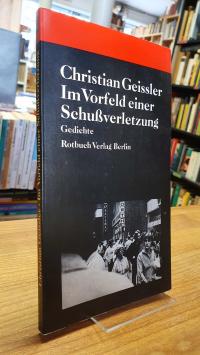 Christian Geissler
Im Vorfeld einer
Schußverletzung
Gedichte
Rotbuch Verlag Berlin